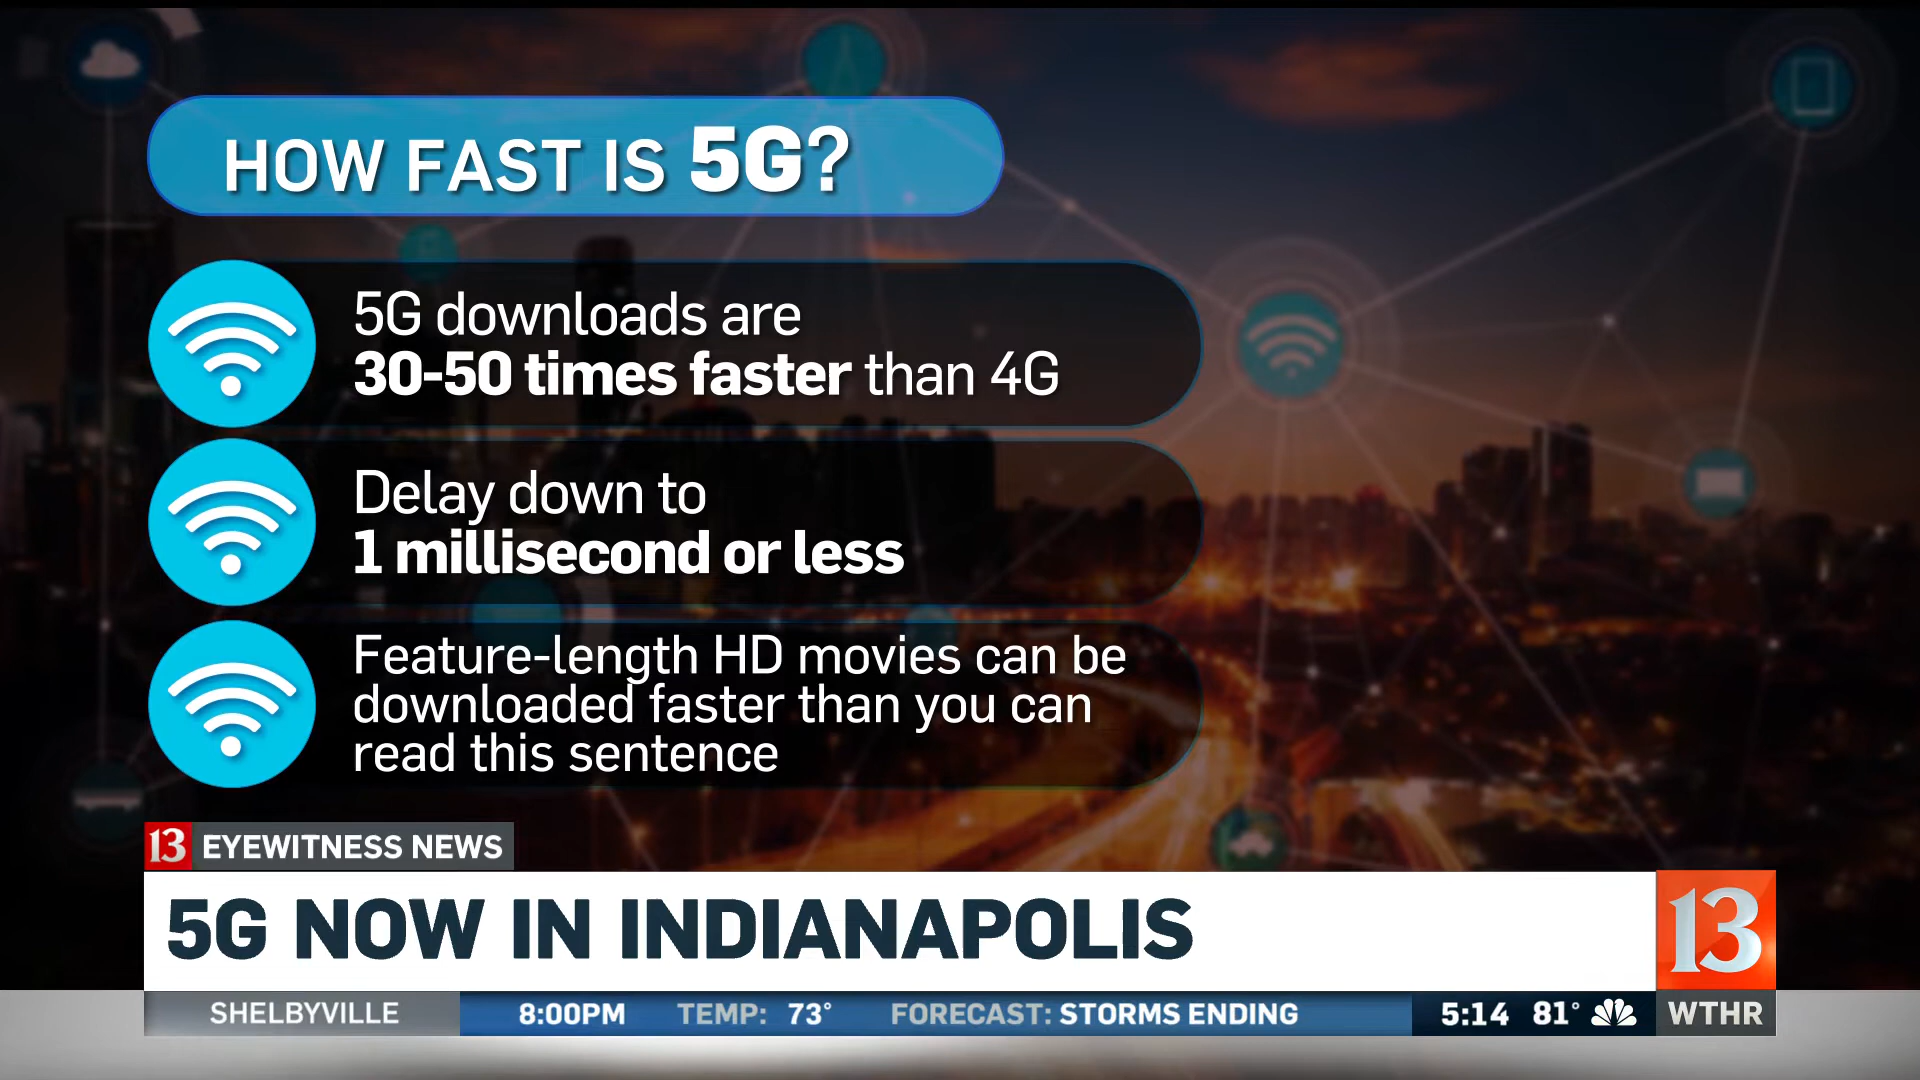 HOW FAST IS 5G?
5G downloads are
30-50 times faster than 4G
Delay down to
1 millisecond or less
Feature-length HD movies can be
downloaded faster than you can
read this sentence
13 EYEWITNESS NEWS
5G NOW IN INDIANAPOLIS
13
SHELBYVILLE 8:00PM TEMP: 73° FORECAST: STORMS ENDING 5:14 81° WTHR